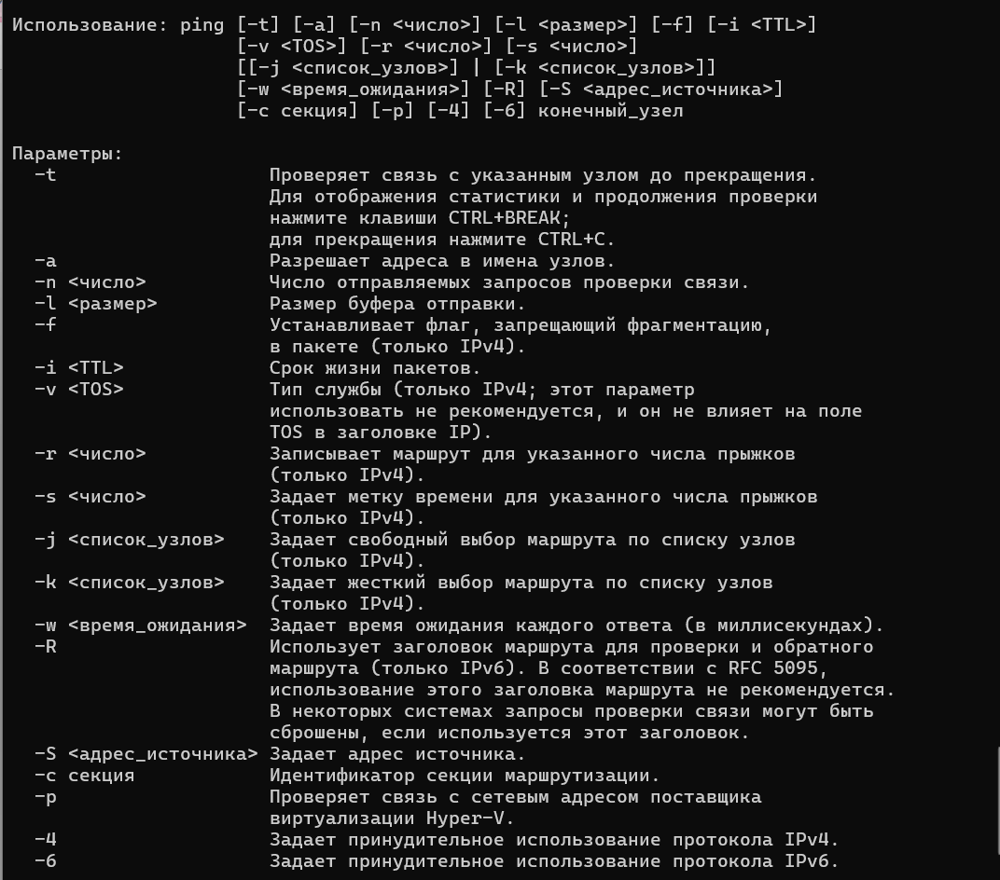 Использование: ping [-t] [-a] [-n <число>] [-l <размер>] [-f] [-i <TTL>]
                    [-v <TOS>] [-r <число>] [-s <число>]
                    [[-j <список_узлов>] | [-k <список_узлов>]]
                    [-w <время_ожидания>] [-R] [-S <адрес_источника>]
                    [-c секция] [-p] [-4] [-6] конечный_узел

Параметры:
  -t                   Проверяет связь с указанным узлом до прекращения.
                       Для отображения статистики и продолжения проверки
                       нажмите клавиши CTRL+BREAK;
                       для прекращения нажмите CTRL+C.
  -a                   Разрешает адреса в имена узлов.
  -n <число>           Число отправляемых запросов проверки связи.
  -l <размер>          Размер буфера отправки.
  -f                   Устанавливает флаг, запрещающий фрагментацию,
                       в пакете (только IPv4).
  -i <TTL>             Срок жизни пакетов.
  -v <TOS>             Тип службы (только IPv4; этот параметр
                       использовать не рекомендуется, и он не влияет на поле
                       TOS в заголовке IP).
  -r <число>           Записывает маршрут для указанного числа прыжков
                       (только IPv4).
  -s <число>           Задает метку времени для указанного числа прыжков
                       (только IPv4).
  -j <список_узлов>    Задает свободный выбор маршрута по списку узлов
                       (только IPv4).
  -k <список_узлов>    Задает жесткий выбор маршрута по списку узлов
                       (только IPv4).
  -w <время_ожидания>  Задает время ожидания каждого ответа (в миллисекундах).
  -R                   Использует заголовок маршрута для проверки и обратного
                       маршрута (только IPv6). В соответствии с RFC 5095,
                       использование этого заголовка маршрута не рекомендуется.
                       В некоторых системах запросы проверки связи могут быть
                       сброшены, если используется этот заголовок.
  -S <адрес_источника> Задает адрес источника.
  -c секция            Идентификатор секции маршрутизации.
  -p                   Проверяет связь с сетевым адресом поставщика
                       виртуализации Hyper-V.
  -4                   Задает принудительное использование протокола IPv4.
  -6                   Задает принудительное использование протокола IPv6.